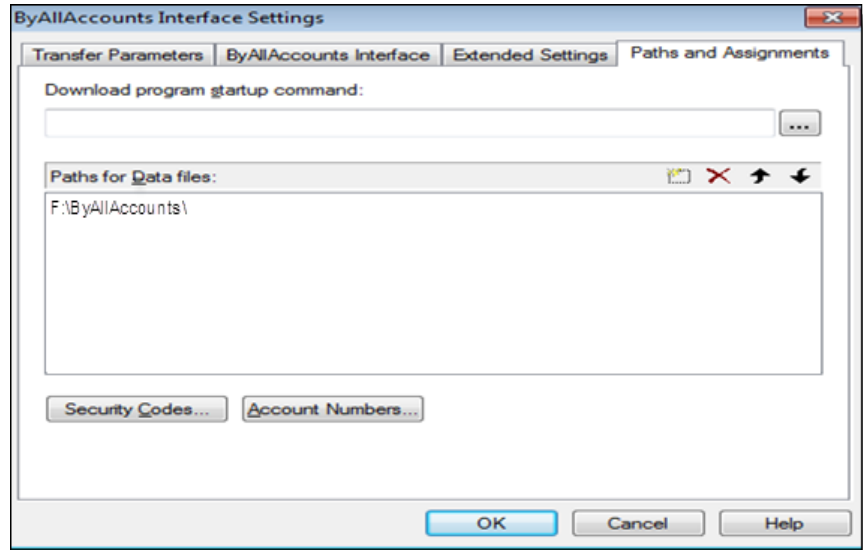 ByAllAccounts Interface Settings
Transfer Parameters ByAllAccounts Interface Extended Settings Paths and Assignments
Download program startup command:
...
Paths for Data files:
F:\ByAllAccounts\
Security Codes... Account Numbers...
OK Cancel Help